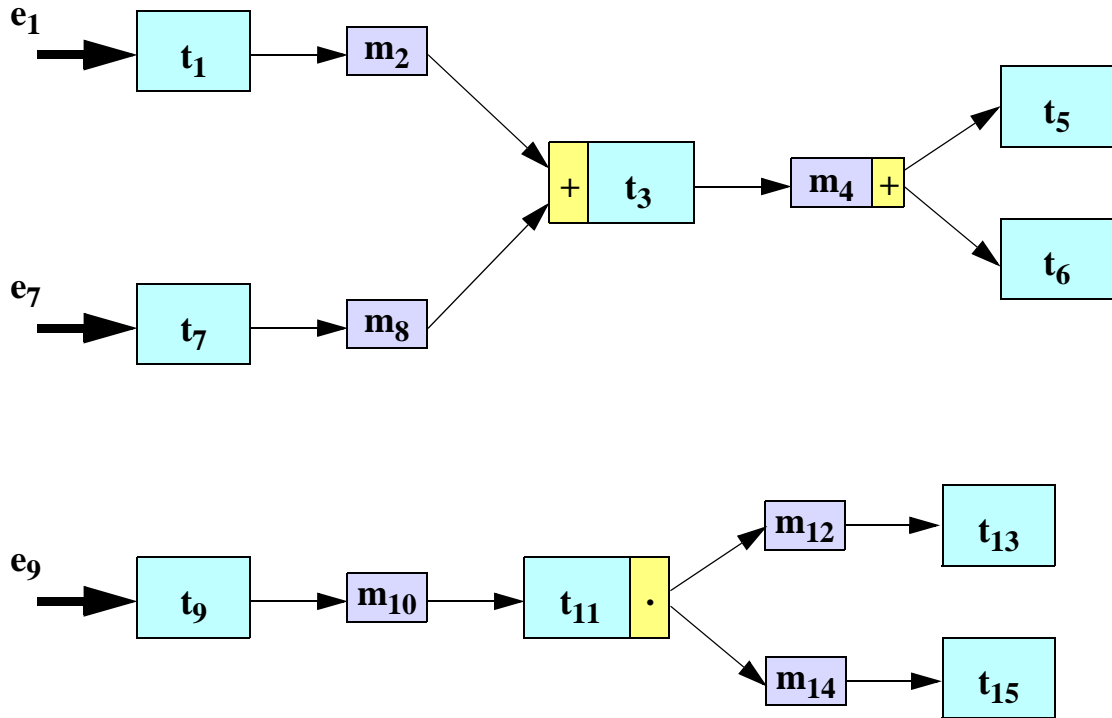 e₁
t₁
m₂
+
t₃
m₄
+
t₅
t₆
e₇
t₇
m₈
e₉
t₉
m₁₀
t₁₁
·
m₁₂
t₁₃
m₁₄
t₁₅